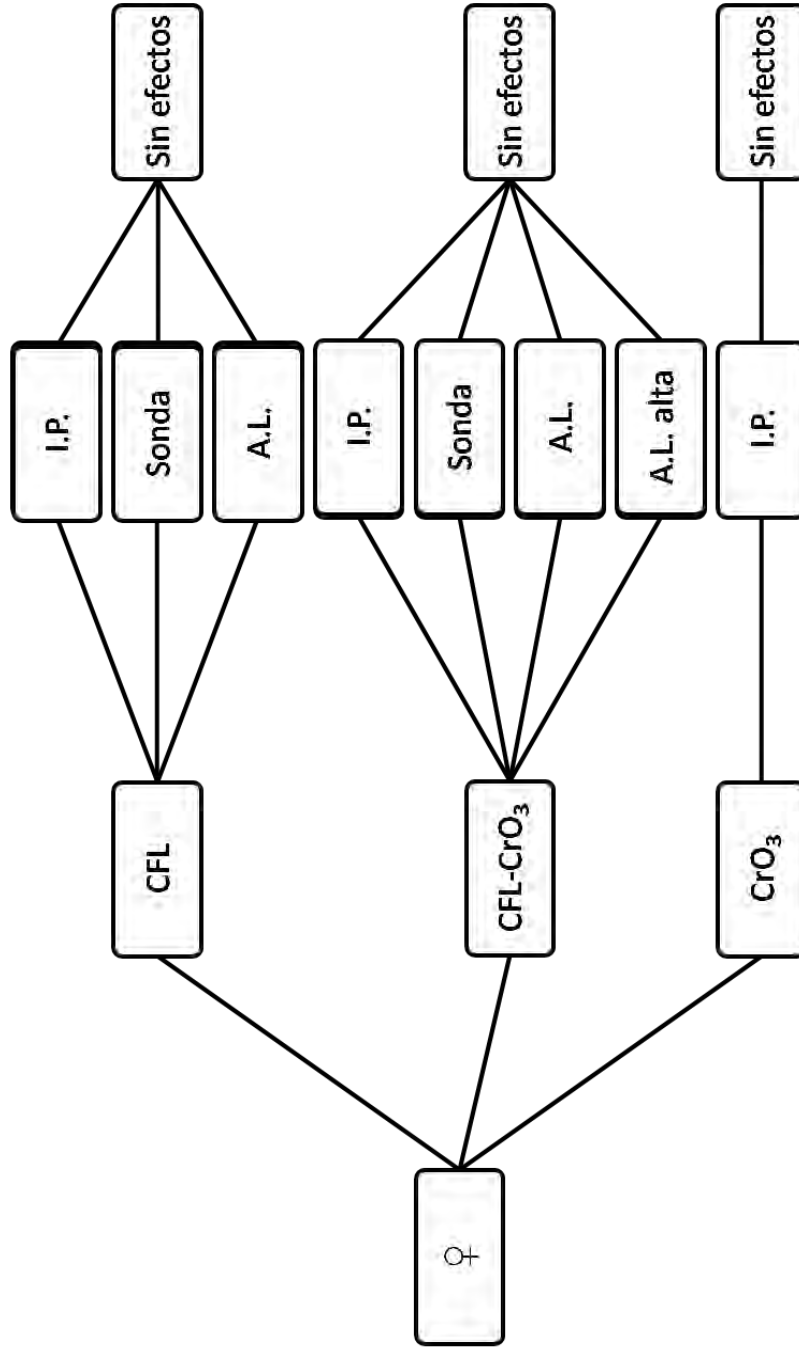 ♀
CFL
CFL-CrO₃
CrO₃
I.P.
Sonda
A.L.
I.P.
Sonda
A.L.
A.L. alta
I.P.
Sin efectos
Sin efectos
Sin efectos